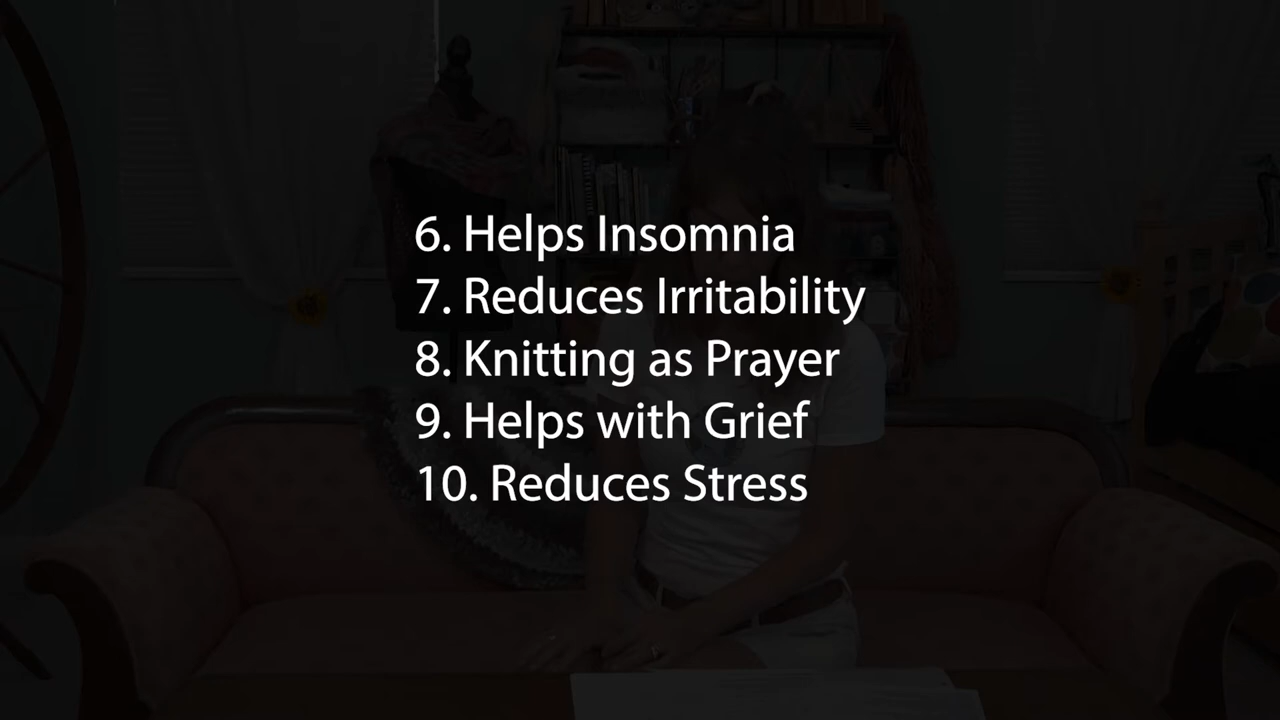 6. Helps Insomnia
7. Reduces Irritability
8. Knitting as Prayer
9. Helps with Grief
10. Reduces Stress